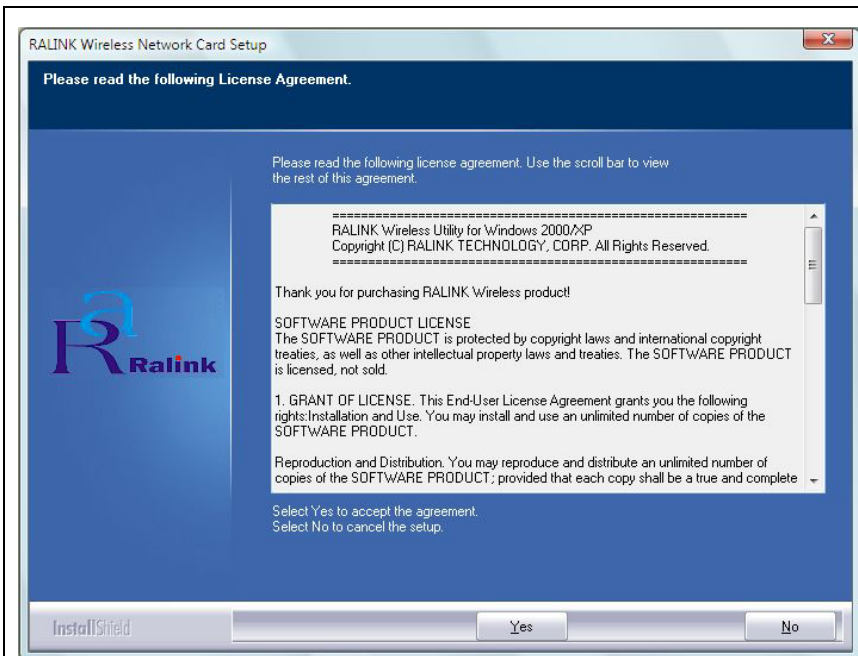 RALINK Wireless Network Card Setup
Please read the following License Agreement.
Please read the following license agreement. Use the scroll bar to view
the rest of this agreement.
============================================================
RALINK Wireless Utility for Windows 2000/XP
Copyright (C) RALINK TECHNOLOGY, CORP. All Rights Reserved.
============================================================
Thank you for purchasing RALINK Wireless product!
SOFTWARE PRODUCT LICENSE
The SOFTWARE PRODUCT is protected by copyright laws and international copyright
treaties, as well as other intellectual property laws and treaties. The SOFTWARE PRODUCT
is licensed, not sold.
1. GRANT OF LICENSE. This End-User License Agreement grants you the following
rights:Installation and Use. You may install and use an unlimited number of copies of the
SOFTWARE PRODUCT.
Reproduction and Distribution. You may reproduce and distribute an unlimited number of
copies of the SOFTWARE PRODUCT; provided that each copy shall be a true and complete
Ra
Ralink
Select Yes to accept the agreement.
Select No to cancel the setup.
InstallShield
Yes
No